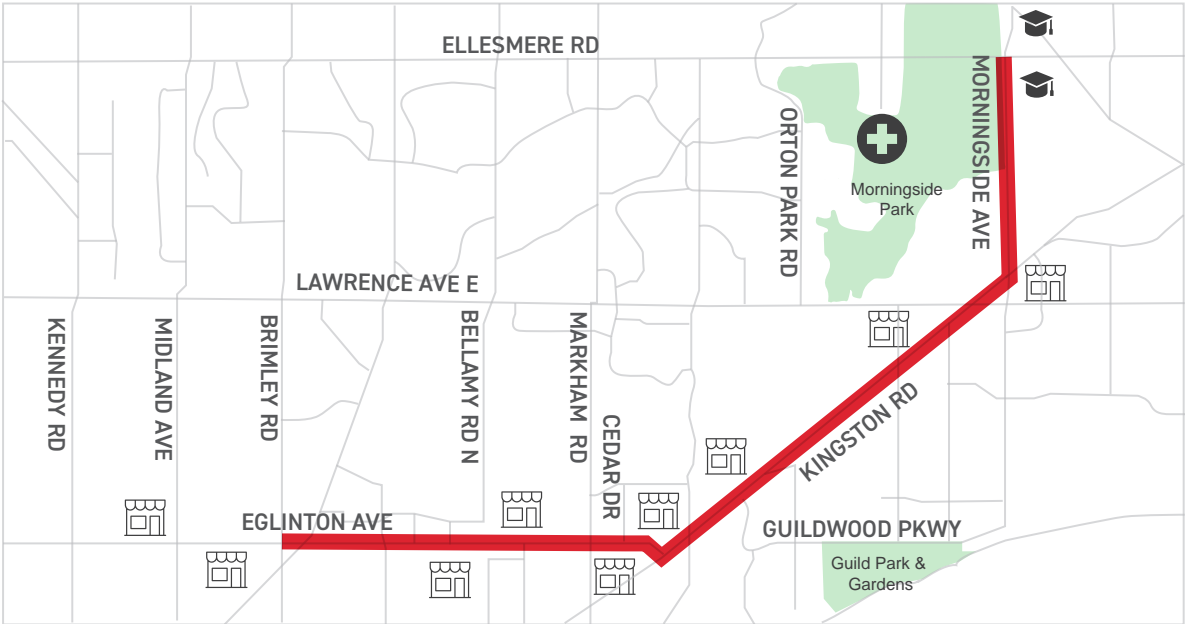 ELLESMERE RD
MORNINGSIDE AVE
ORTON PARK RD
Morningside
Park
LAWRENCE AVE E
KENNEDY RD
MIDLAND AVE
BRIMLEY RD
BELLAMY RD N
MARKHAM RD
CEDAR DR
KINGSTON RD
EGLINTON AVE
GUILDWOOD PKWY
Guild Park &
Gardens